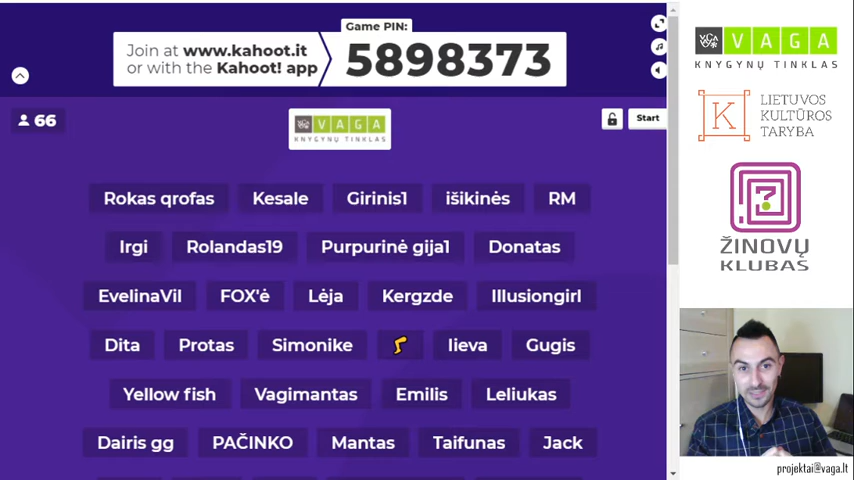 Game PIN:
Join at www.kahoot.it
or with the Kahoot! app
5898373
66
VAGA
KNYGYNŲ TINKLAS
Start
Rokas qrofas Kesale Girinis1 išikinės RM
Irgi Rolandas19 Purpurinė gija1 Donatas
EvelinaVil FOX'ė Lėja Kergzde Illusiongirl
Dita Protas Simonike Iieva Gugis
Yellow fish Vagimantas Emilis Leliukas
Dairis gg PAČINKO Mantas Taifunas Jack
VAGA
KNYGYNŲ TINKLAS
LIETUVOS
KULTŪROS
TARYBA
ŽINOVŲ
KLUBAS
projektai@vaga.lt